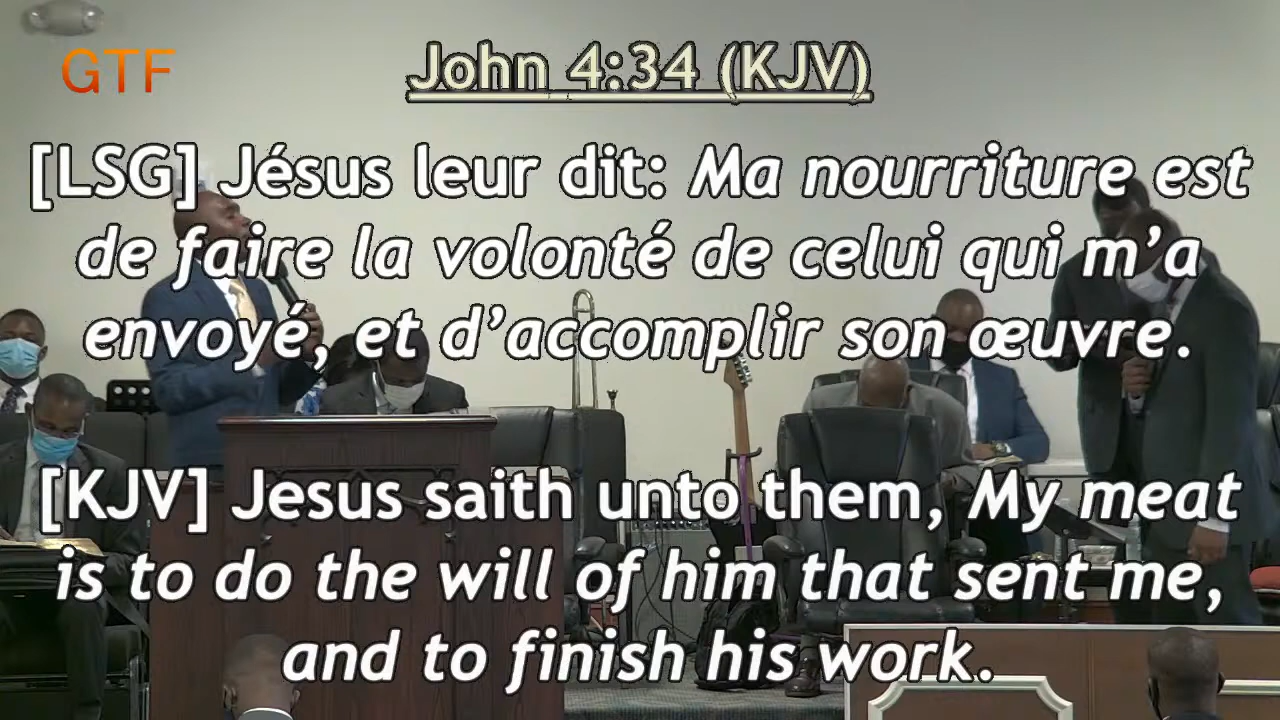 GTF
John 4:34 (KJV)
[LSG] Jésus leur dit: Ma nourriture est
de faire la volonté de celui qui m’a
envoyé, et d’accomplir son œuvre.
[KJV] Jesus saith unto them, My meat
is to do the will of him that sent me,
and to finish his work.